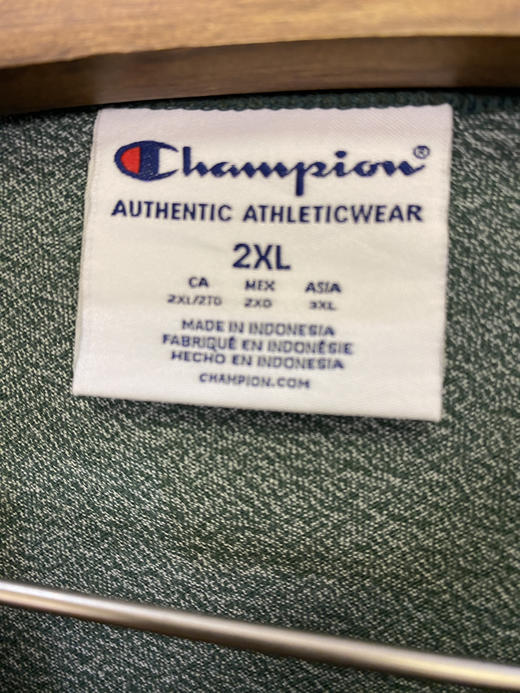 Champion®
AUTHENTIC ATHLETICWEAR
2XL
CA MEX ASIA
2XL/2TG 2XG 3XL
MADE IN INDONESIA
FABRIQUÉ EN INDONÉSIE
HECHO EN INDONESIA
CHAMPION.COM